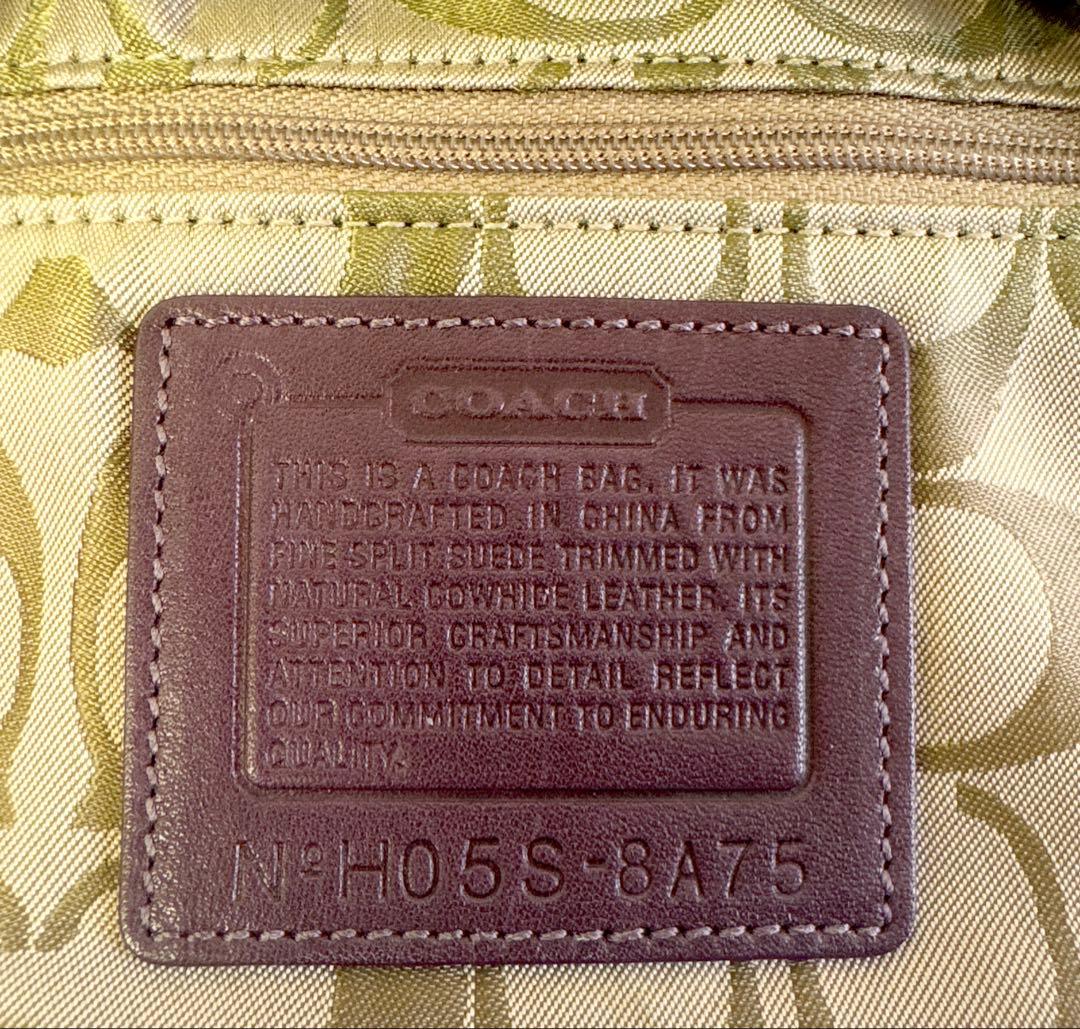 COACH
THIS IS A COACH BAG. IT WAS
HANDCRAFTED IN CHINA FROM
FINE SPLIT SUEDE TRIMMED WITH
NATURAL COWHIDE LEATHER. ITS
SUPERIOR CRAFTSMANSHIP AND
ATTENTION TO DETAIL REFLECT
OUR COMMITMENT TO ENDURING
QUALITY.
Nº H05S-8A75